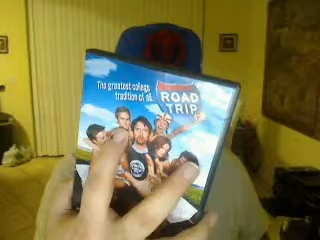 The greatest college
tradition of all.
ROAD
TRIP